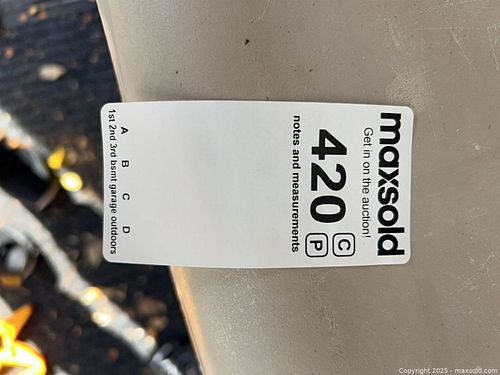 maxsold
Get in on the auction!
420 C P
notes and measurements
A B C D
1st 2nd 3rd bsmt garage outdoors
Copyright 2025 - maxsold.com